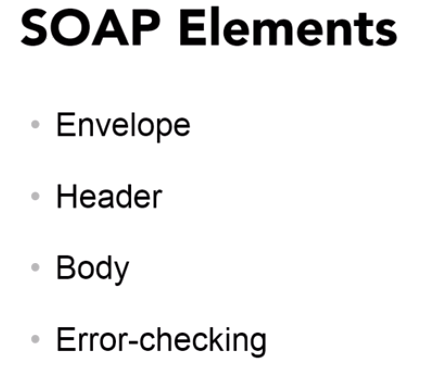 SOAP Elements
• Envelope
• Header
• Body
• Error-checking